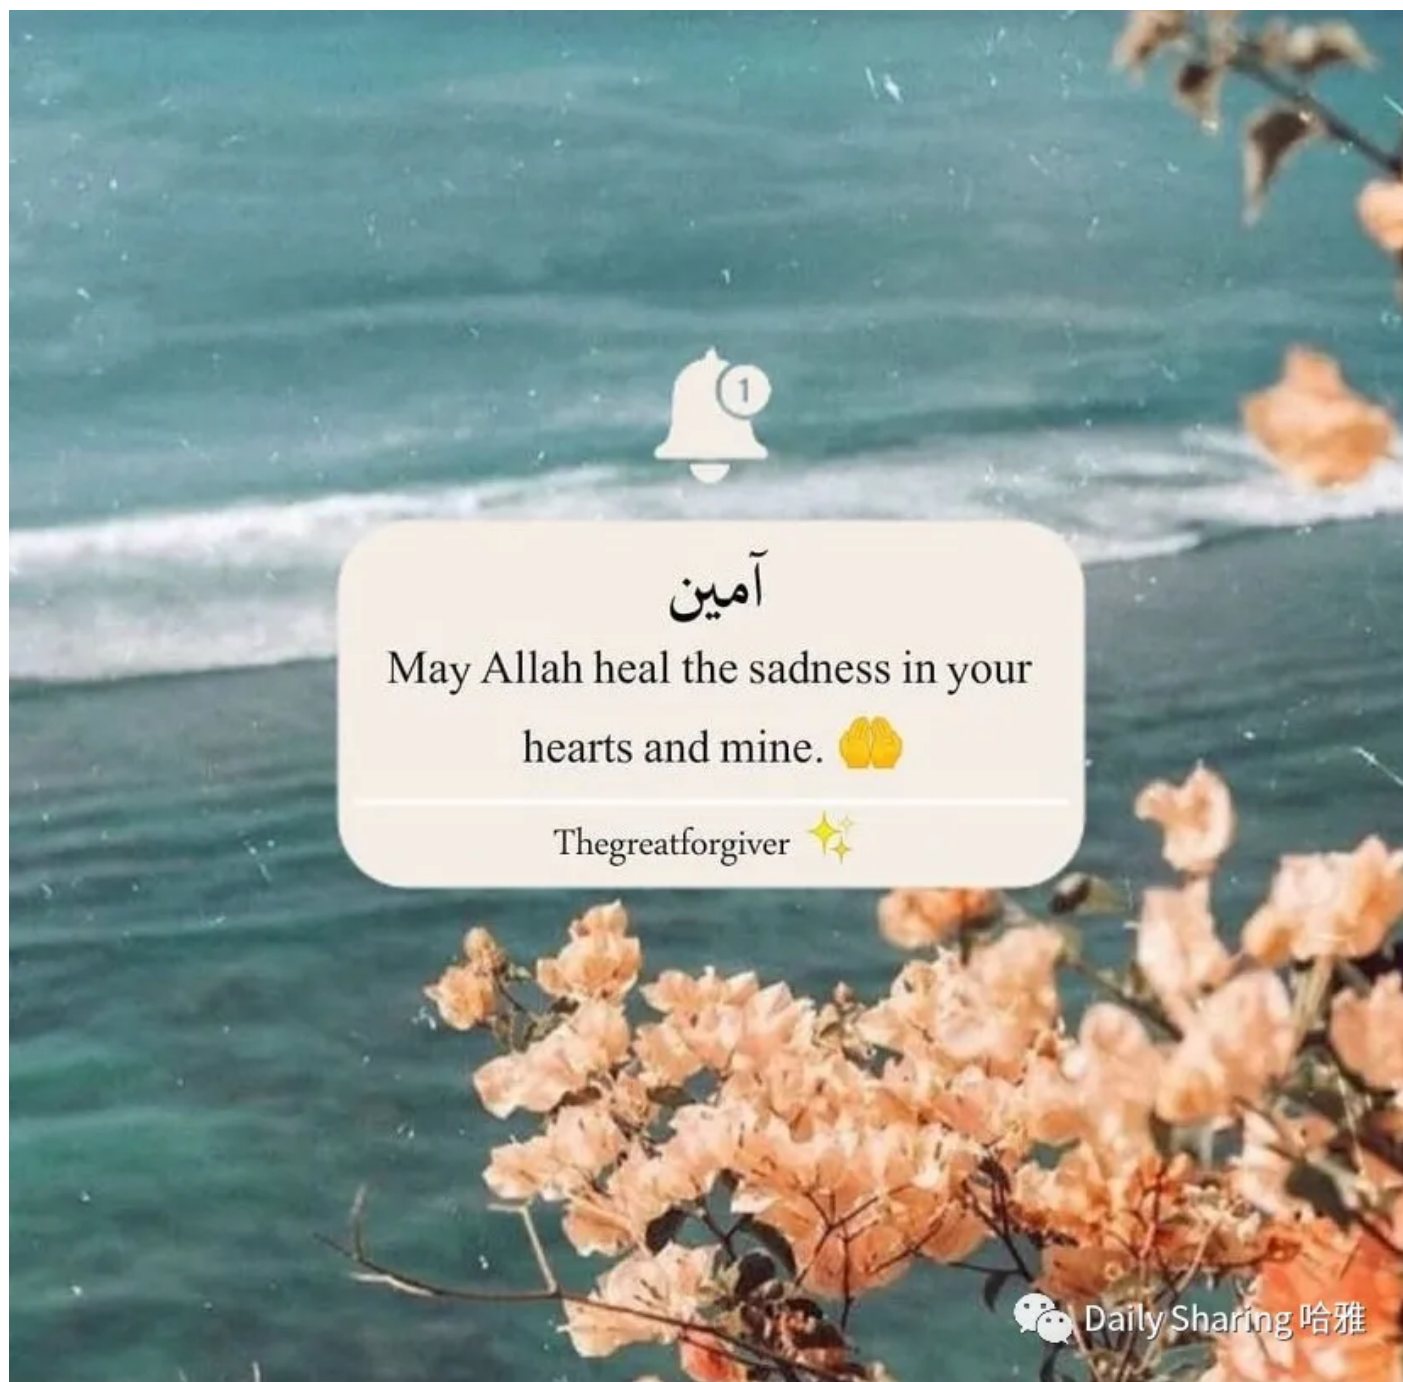 1
آمين
May Allah heal the sadness in your
hearts and mine. 🤲
Thegreatforgiver ✨
Daily Sharing 哈雅